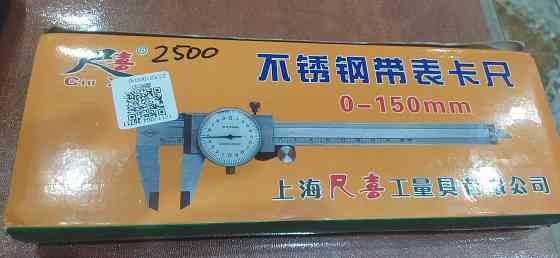 尺喜®
2500
不锈钢带表卡尺
0-150mm
上海尺喜工量具有限公司